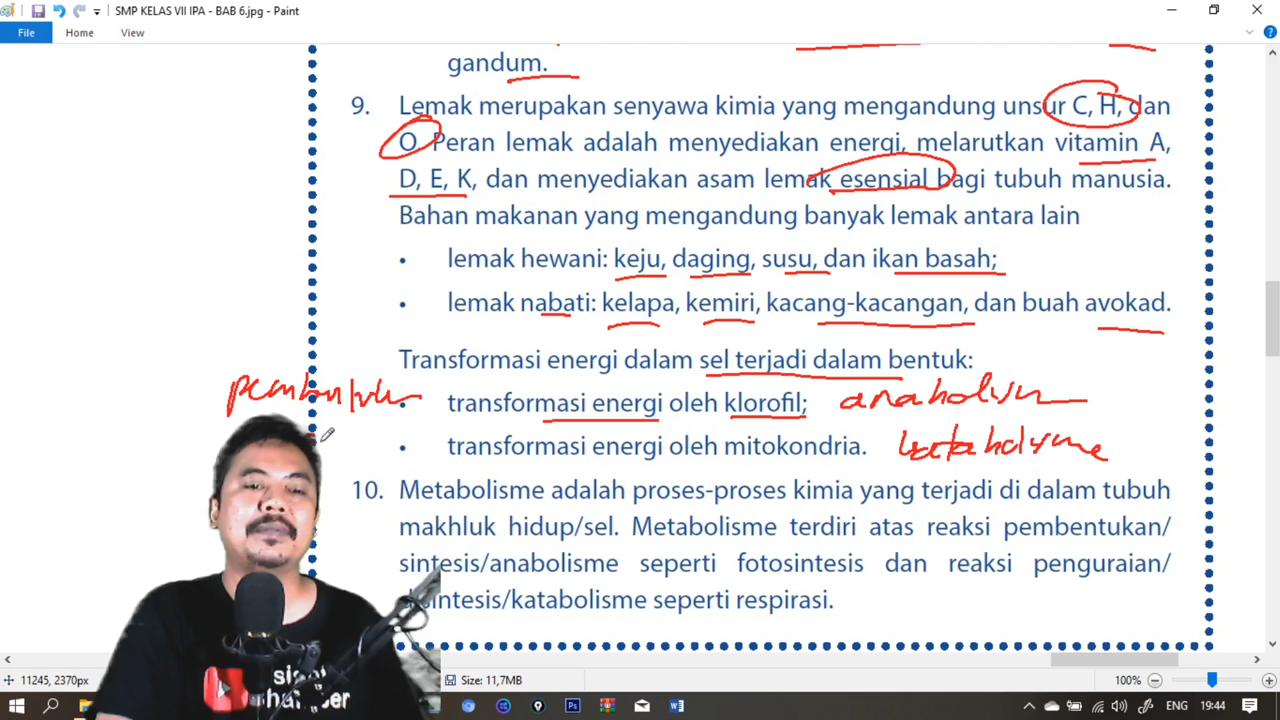 SMP KELAS VII IPA - BAB 6.jpg - Paint
File Home View
gandum.
9. Lemak merupakan senyawa kimia yang mengandung unsur C, H, dan
O. Peran lemak adalah menyediakan energi, melarutkan vitamin A,
D, E, K, dan menyediakan asam lemak esensial bagi tubuh manusia.
Bahan makanan yang mengandung banyak lemak antara lain
• lemak hewani: keju, daging, susu, dan ikan basah;
• lemak nabati: kelapa, kemiri, kacang-kacangan, dan buah avokad.
Transformasi energi dalam sel terjadi dalam bentuk:
• transformasi energi oleh klorofil;
• transformasi energi oleh mitokondria. katabolisme
10. Metabolisme adalah proses-proses kimia yang terjadi di dalam tubuh
makhluk hidup/sel. Metabolisme terdiri atas reaksi pembentukan/
sintesis/anabolisme seperti fotosintesis dan reaksi penguraian/
katabolisme seperti respirasi.
11245, 2370px Size: 11,7MB 100%
ENG 19:44